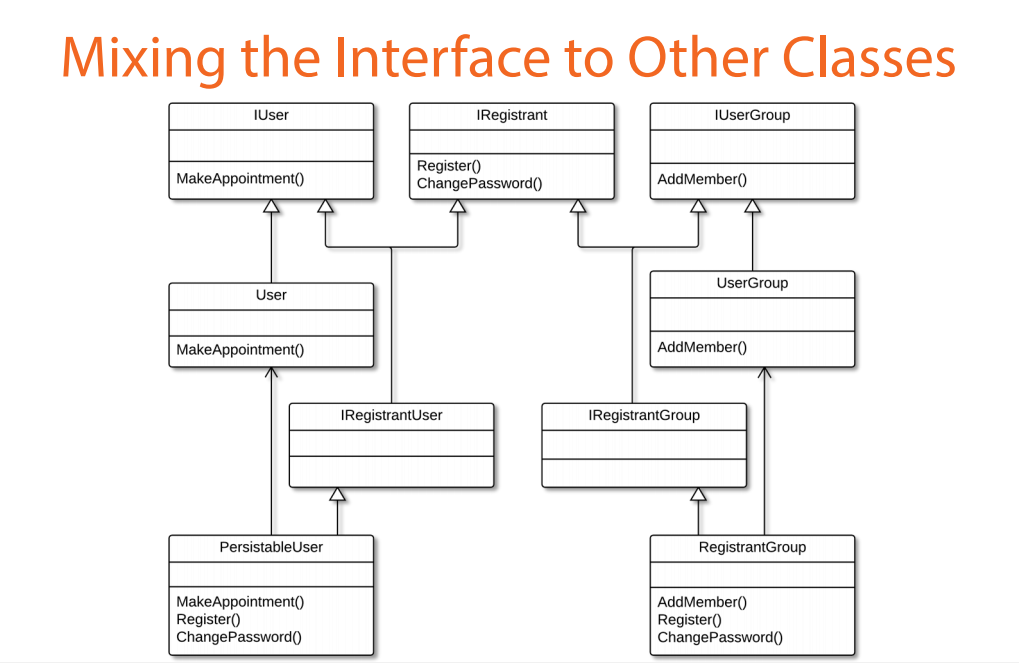 Mixing the Interface to Other Classes
IUser
MakeAppointment()
IRegistrant
Register()
ChangePassword()
IUserGroup
AddMember()
User
MakeAppointment()
UserGroup
AddMember()
IRegistrantUser
IRegistrantGroup
PersistableUser
MakeAppointment()
Register()
ChangePassword()
RegistrantGroup
AddMember()
Register()
ChangePassword()